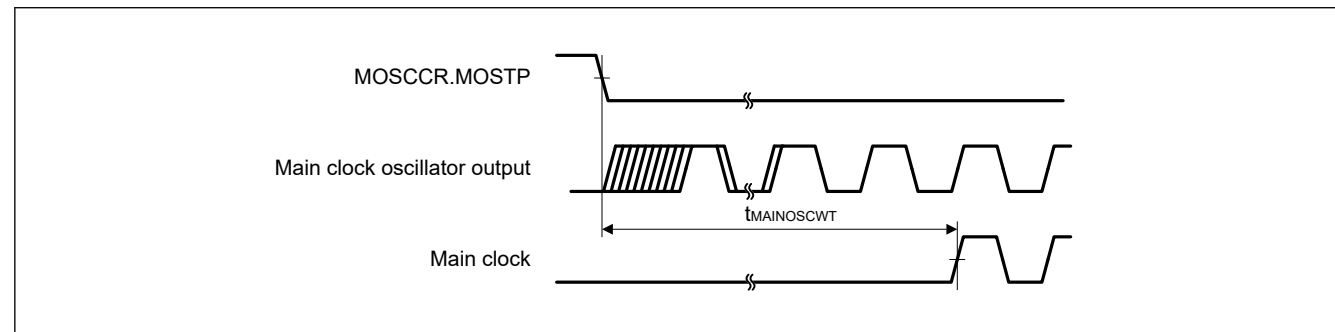 MOSCCR.MOSTP
Main clock oscillator output
tMAINOSCWT
Main clock